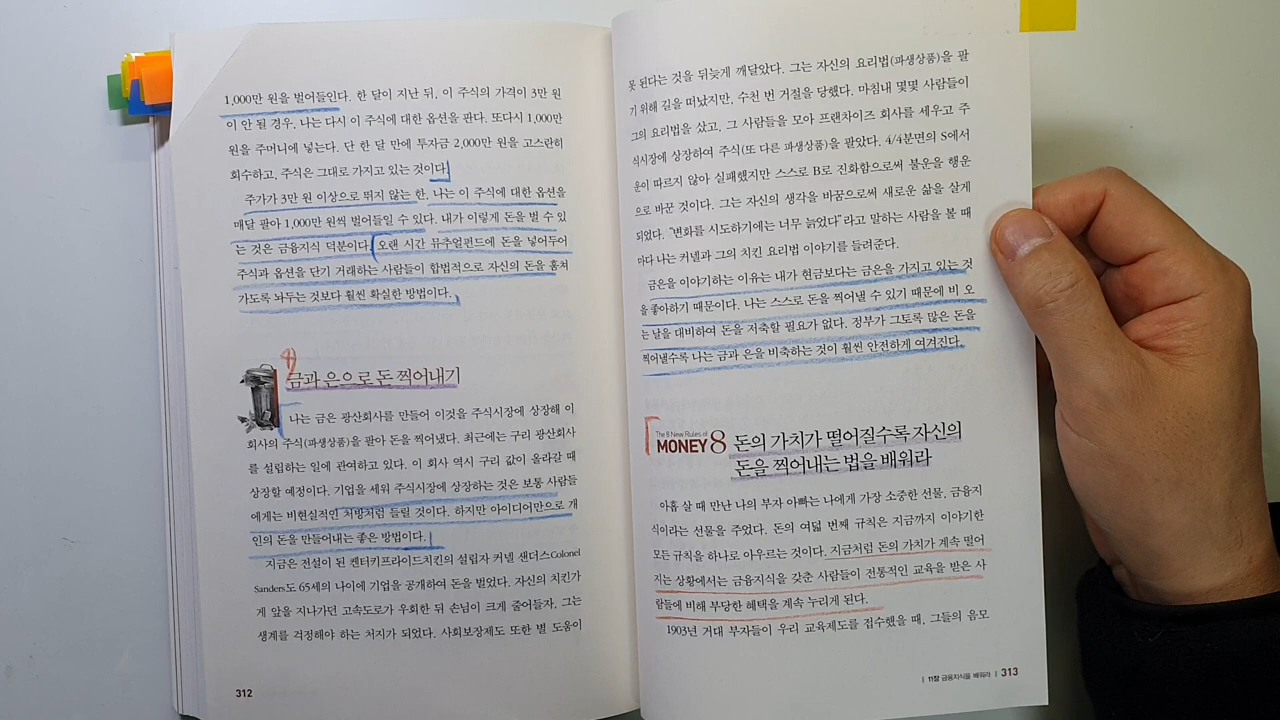 1,000만 원을 벌어들인다. 한 달이 지난 뒤, 이 주식의 가격이 3만 원
이 안 될 경우, 나는 다시 이 주식에 대한 옵션을 판다. 또다시 1,000만
원을 주머니에 넣는다. 단 한 달 만에 투자금 2,000만 원을 고스란히
회수하고, 주식은 그대로 가지고 있는 것이다.
주가가 3만 원 이상으로 뛰지 않는 한, 나는 이 주식에 대한 옵션을
매달 팔아 1,000만 원씩 벌어들일 수 있다. 내가 이렇게 돈을 벌 수 있
는 것은 금융지식 덕분이다. 오랜 시간 뮤추얼펀드에 돈을 넣어두어
주식과 옵션을 단기 거래하는 사람들이 합법적으로 자신의 돈을 훔쳐
가도록 놔두는 것보다 훨씬 확실한 방법이다.
4)
금과 은으로 돈 찍어내기
나는 금은 광산회사를 만들어 이것을 주식시장에 상장해 이
회사의 주식(파생상품)을 팔아 돈을 찍어냈다. 최근에는 구리 광산회사
를 설립하는 일에 관여하고 있다. 이 회사 역시 구리 값이 올라갈 때
상장할 예정이다. 기업을 세워 주식시장에 상장하는 것은 보통 사람들
에게는 비현실적인 처방처럼 들릴 것이다. 하지만 아이디어만으로 개
인의 돈을 만들어내는 좋은 방법이다.
지금은 전설이 된 켄터키프라이드치킨의 설립자 커넬 샌더스Colonel
Sanders도 65세의 나이에 기업을 공개하여 돈을 벌었다. 자신의 치킨가
게 앞을 지나가던 고속도로가 우회한 뒤 손님이 크게 줄어들자, 그는
생계를 걱정해야 하는 처지가 되었다. 사회보장제도 또한 별 도움이
312
못 된다는 것을 뒤늦게 깨달았다. 그는 자신의 요리법(파생상품)을 팔
기 위해 길을 떠났지만, 수천 번 거절을 당했다. 마침내 몇몇 사람들이
그의 요리법을 샀고, 그 사람들을 모아 프랜차이즈 회사를 세우고 주
식시장에 상장하여 주식(또 다른 파생상품)을 팔았다. 4/4분면의 S에서
운이 따르지 않아 실패했지만 스스로 B로 진화함으로써 불운을 행운
으로 바꾼 것이다. 그는 자신의 생각을 바꿈으로써 새로운 삶을 살게
되었다. "변화를 시도하기에는 너무 늙었다"라고 말하는 사람을 볼 때
마다 나는 커넬과 그의 치킨 요리법 이야기를 들려준다.
금은을 이야기하는 이유는 내가 현금보다는 금은을 가지고 있는 것
을 좋아하기 때문이다. 나는 스스로 돈을 찍어낼 수 있기 때문에 비 오
는 날을 대비하여 돈을 저축할 필요가 없다. 정부가 그토록 많은 돈을
찍어낼수록 나는 금과 은을 비축하는 것이 훨씬 안전하게 여겨진다.
The 8 New Rules of
MONEY 8 돈의 가치가 떨어질수록 자신의
돈을 찍어내는 법을 배워라
아홉 살 때 만난 나의 부자 아빠는 나에게 가장 소중한 선물, 금융지
식이라는 선물을 주었다. 돈의 여덟 번째 규칙은 지금까지 이야기한
모든 규칙을 하나로 아우르는 것이다. 지금처럼 돈의 가치가 계속 떨어
지는 상황에서는 금융지식을 갖춘 사람들이 전통적인 교육을 받은 사
람들에 비해 부당한 혜택을 계속 누리게 된다.
1903년 거대 부자들이 우리 교육제도를 접수했을 때, 그들의 음모
| 11장 금융지식을 배워라 | 313